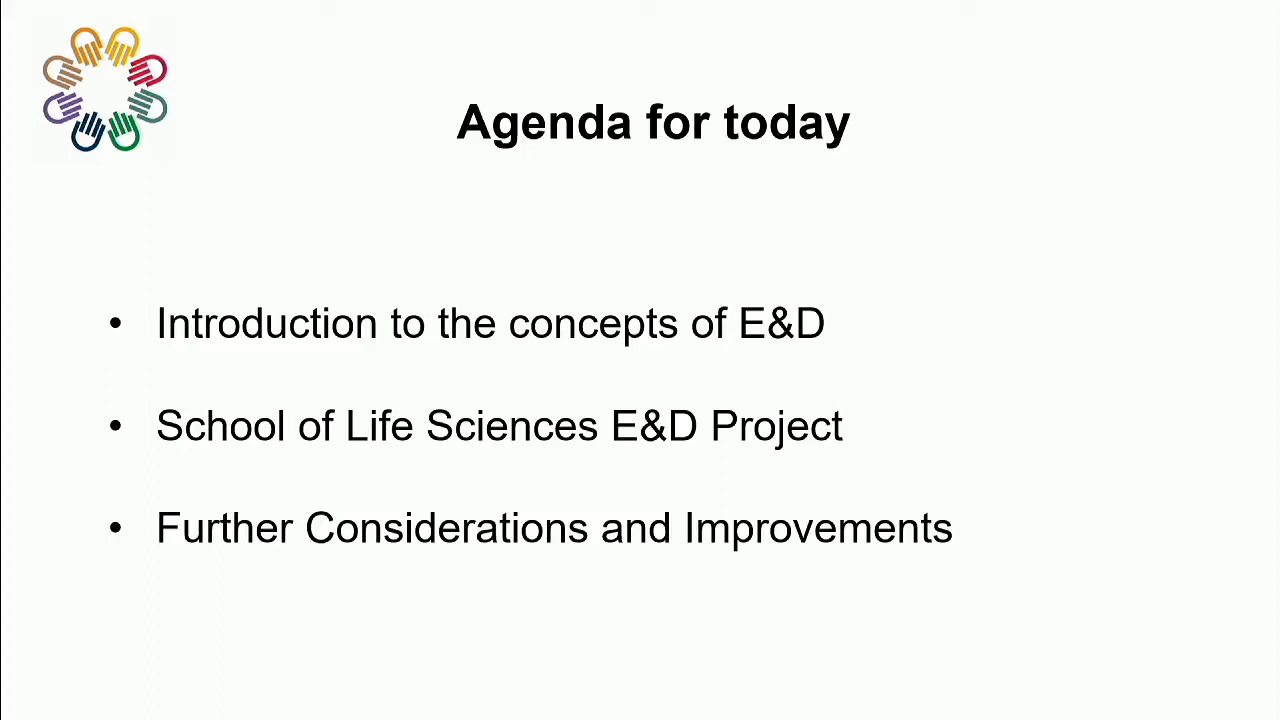 Agenda for today
• Introduction to the concepts of E&D
• School of Life Sciences E&D Project
• Further Considerations and Improvements